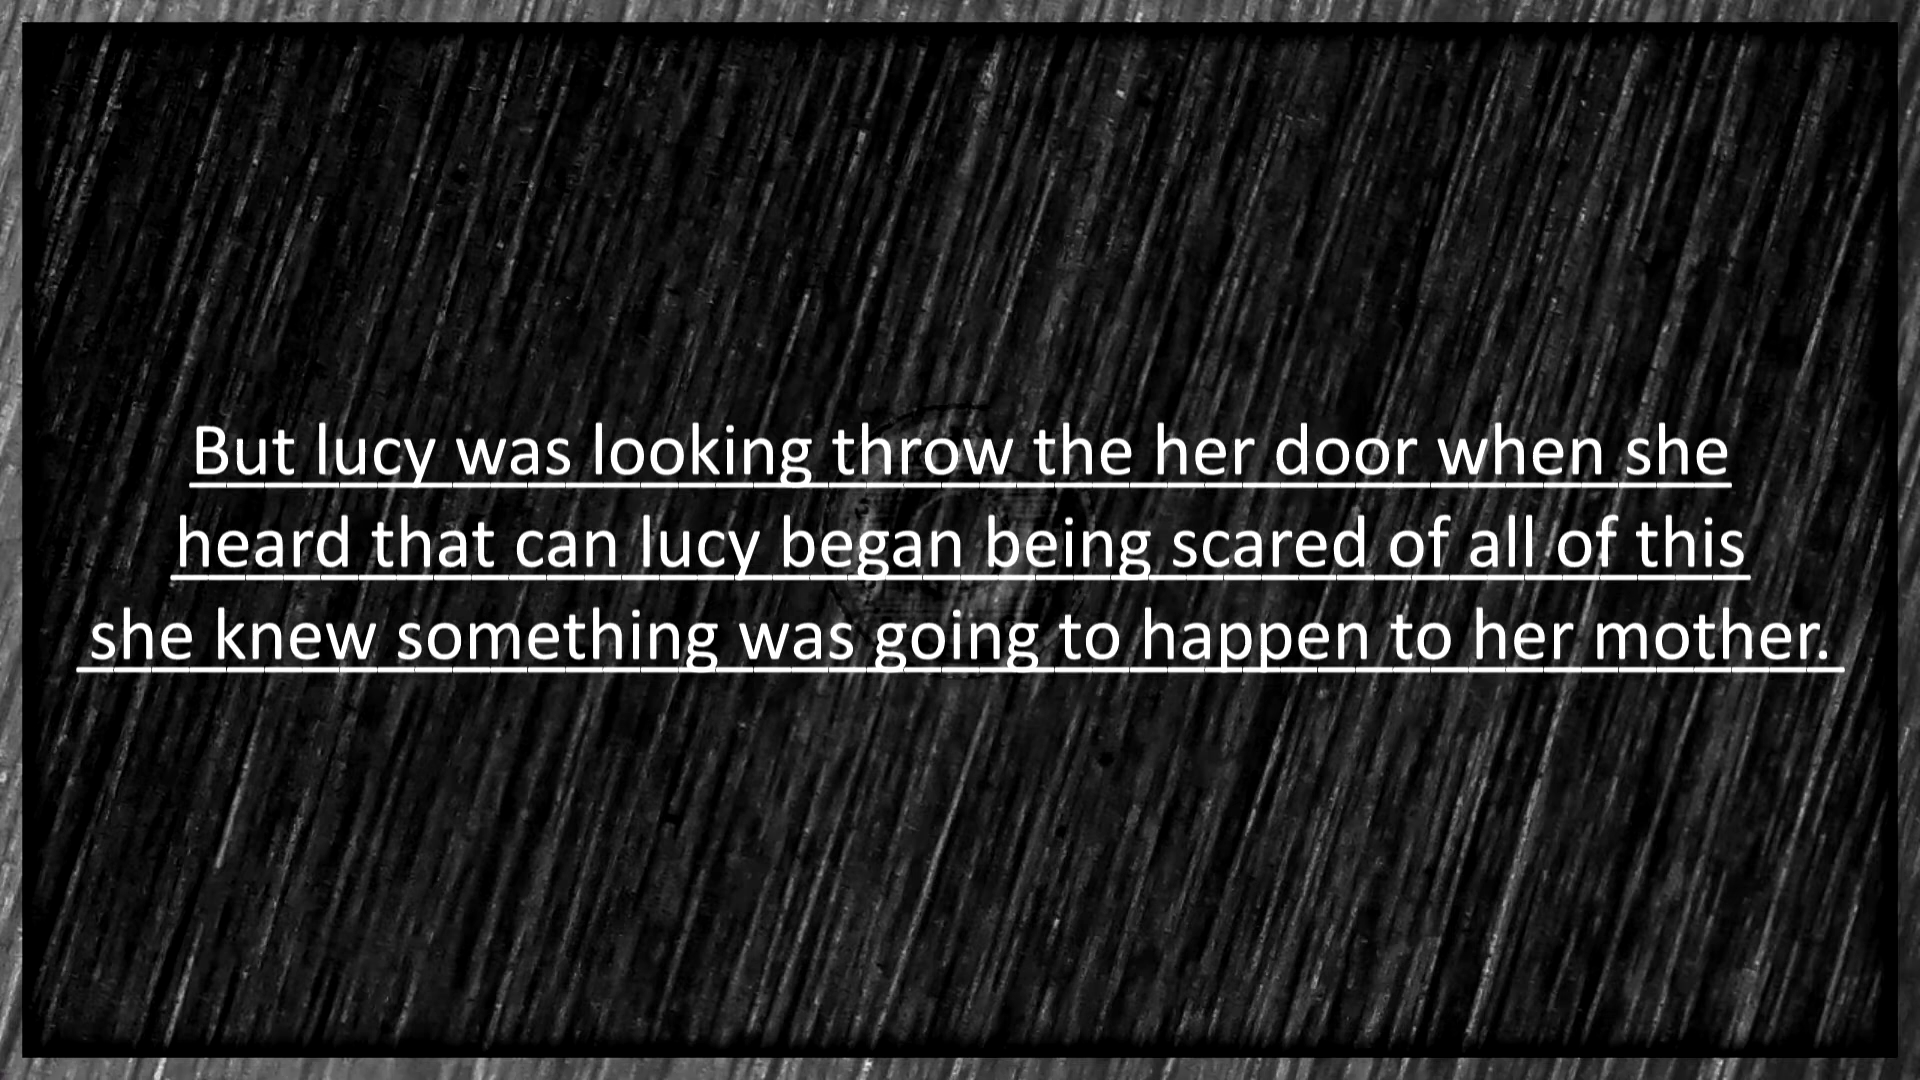 But lucy was looking throw the her door when she
heard that can lucy began being scared of all of this
she knew something was going to happen to her mother.